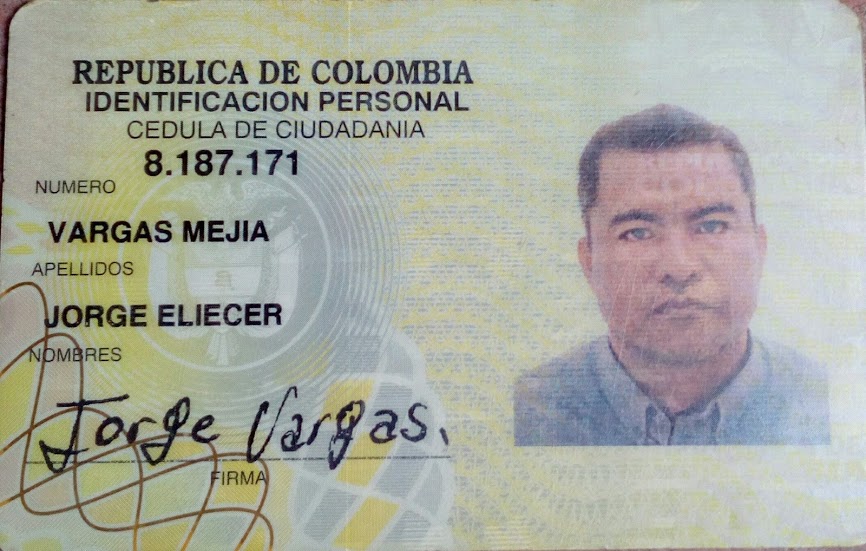 REPUBLICA DE COLOMBIA
IDENTIFICACION PERSONAL
CEDULA DE CIUDADANIA
8.187.171
NUMERO
VARGAS MEJIA
APELLIDOS
JORGE ELIECER
NOMBRES
Jorge Vargas.
FIRMA